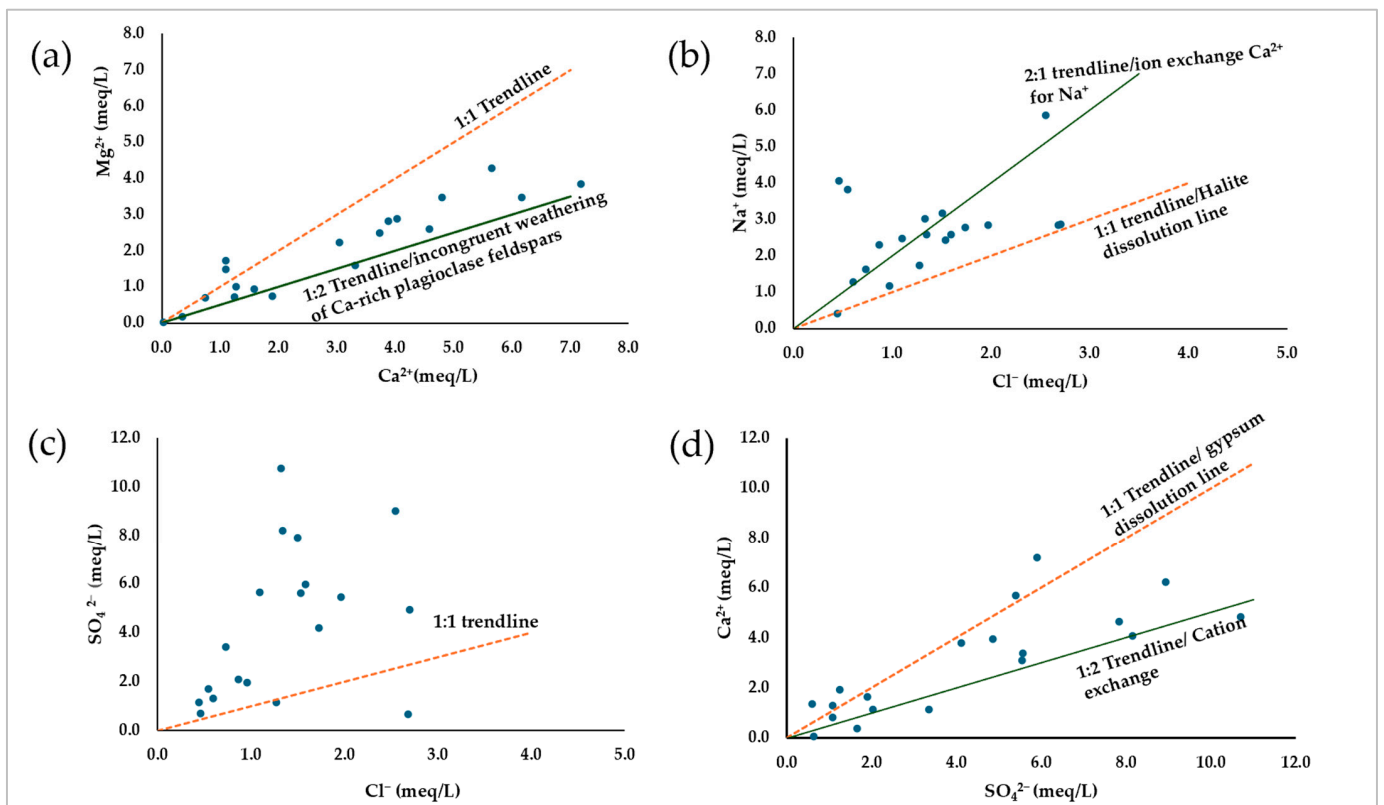 (a)
8.0
7.0
6.0
5.0
4.0
3.0
2.0
1.0
0.0
Mg²⁺ (meq/L)
1:1 Trendline
1:2 Trendline/incongruent weathering
of Ca-rich plagioclase feldspars
0.0 1.0 2.0 3.0 4.0 5.0 6.0 7.0 8.0
Ca²⁺(meq/L)
(b)
8.0
7.0
6.0
5.0
4.0
3.0
2.0
1.0
0.0
Na⁺ (meq/L)
2:1 trendline/ion exchange Ca²⁺
for Na⁺
1:1 trendline/Halite
dissolution line
0.0 1.0 2.0 3.0 4.0 5.0
Cl⁻ (meq/L)
(c)
12.0
10.0
8.0
6.0
4.0
2.0
0.0
SO₄ ²⁻ (meq/L)
1:1 trendline
0.0 1.0 2.0 3.0 4.0 5.0
Cl⁻ (meq/L)
(d)
12.0
10.0
8.0
6.0
4.0
2.0
0.0
Ca²⁺ (meq/L)
1:1 Trendline/ gypsum
dissolution line
1:2 Trendline/ Cation
exchange
0.0 2.0 4.0 6.0 8.0 10.0 12.0
SO₄²⁻ (meq/L)